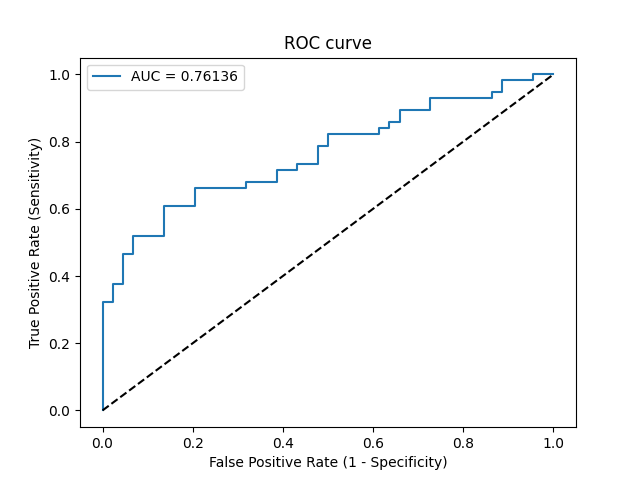 ROC curve
AUC = 0.76136
1.0
0.8
0.6
0.4
0.2
0.0
True Positive Rate (Sensitivity)
0.0 0.2 0.4 0.6 0.8 1.0
False Positive Rate (1 - Specificity)